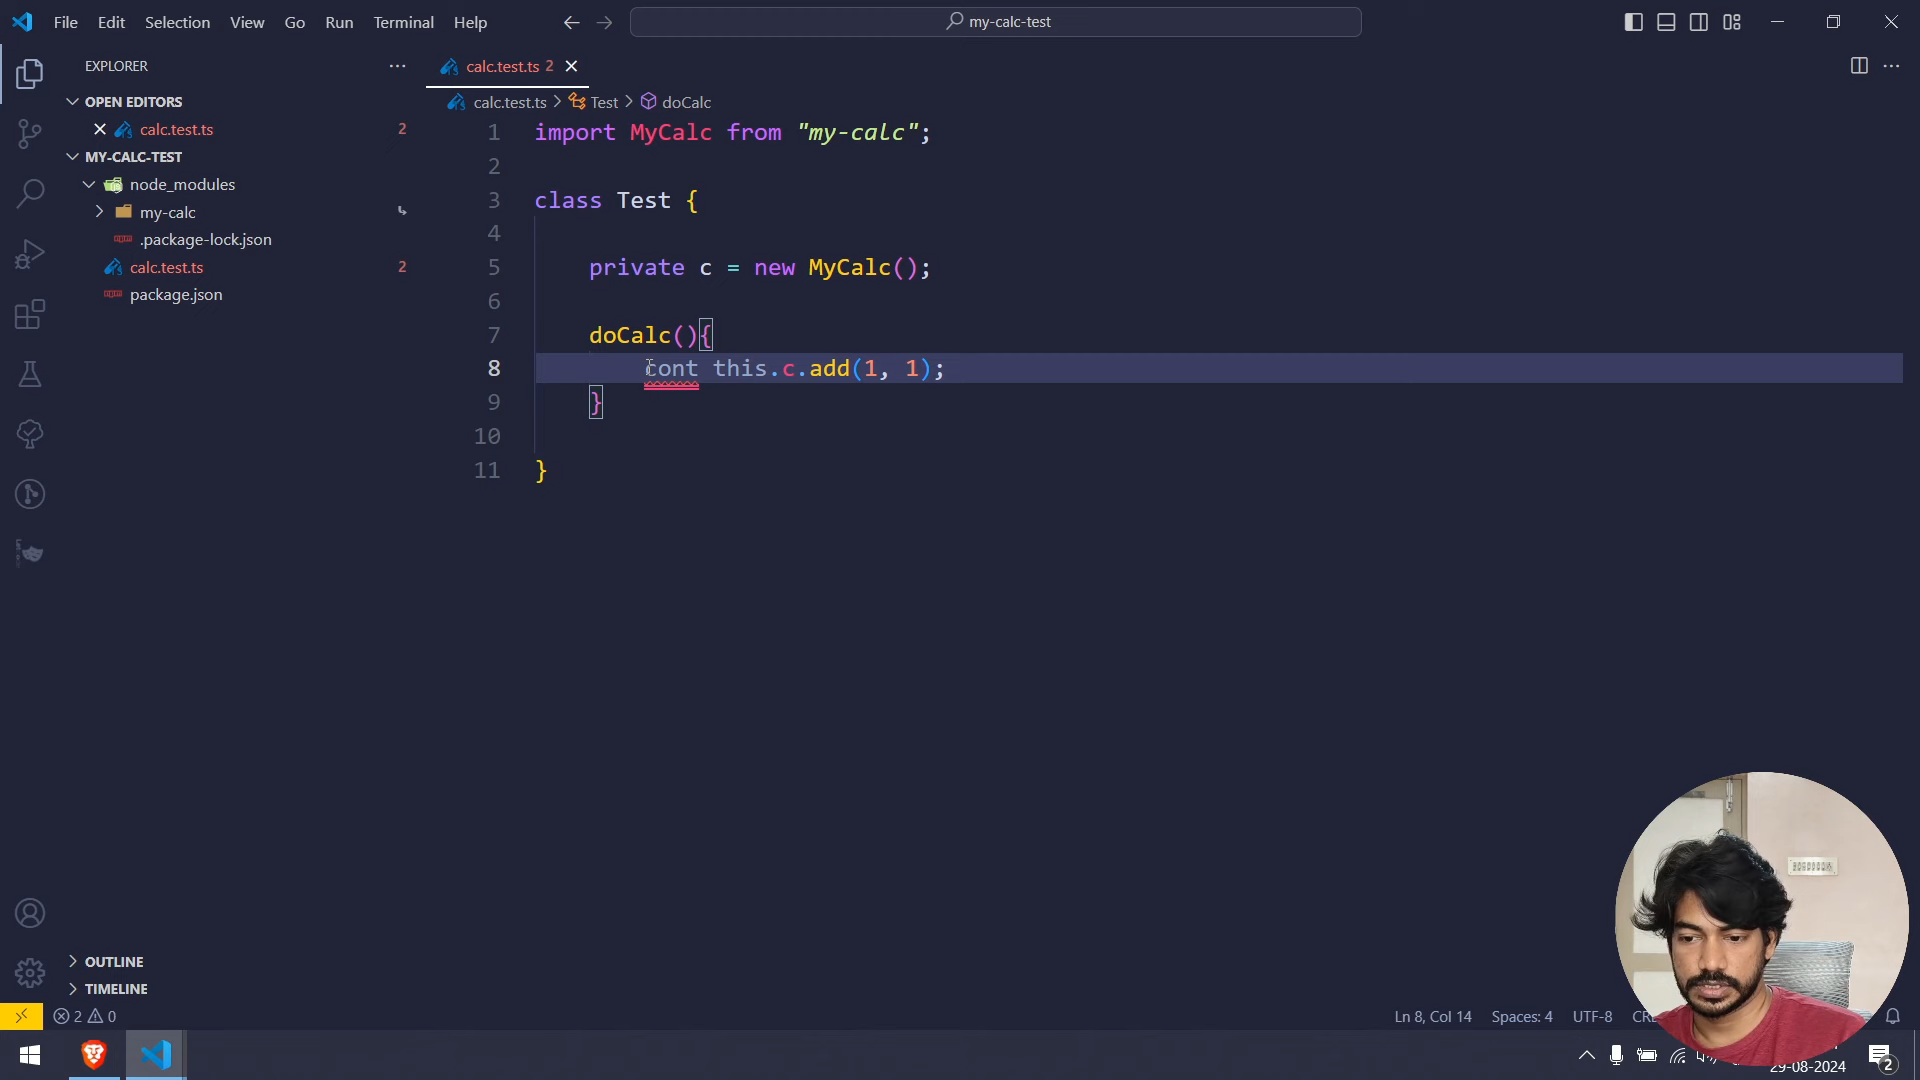 File Edit Selection View Go Run Terminal Help
my-calc-test
EXPLORER
calc.test.ts 2
OPEN EDITORS
calc.test.ts > Test > doCalc
calc.test.ts 2
MY-CALC-TEST
node_modules
my-calc
.package-lock.json
calc.test.ts 2
package.json
1 import MyCalc from "my-calc";
2
3 class Test {
4
5 private c = new MyCalc();
6
7 doCalc(){
8 cont this.c.add(1, 1);
9 }
10
11 }
OUTLINE
TIMELINE
2 0
Ln 8, Col 14 Spaces: 4 UTF-8
29-08-2024
2